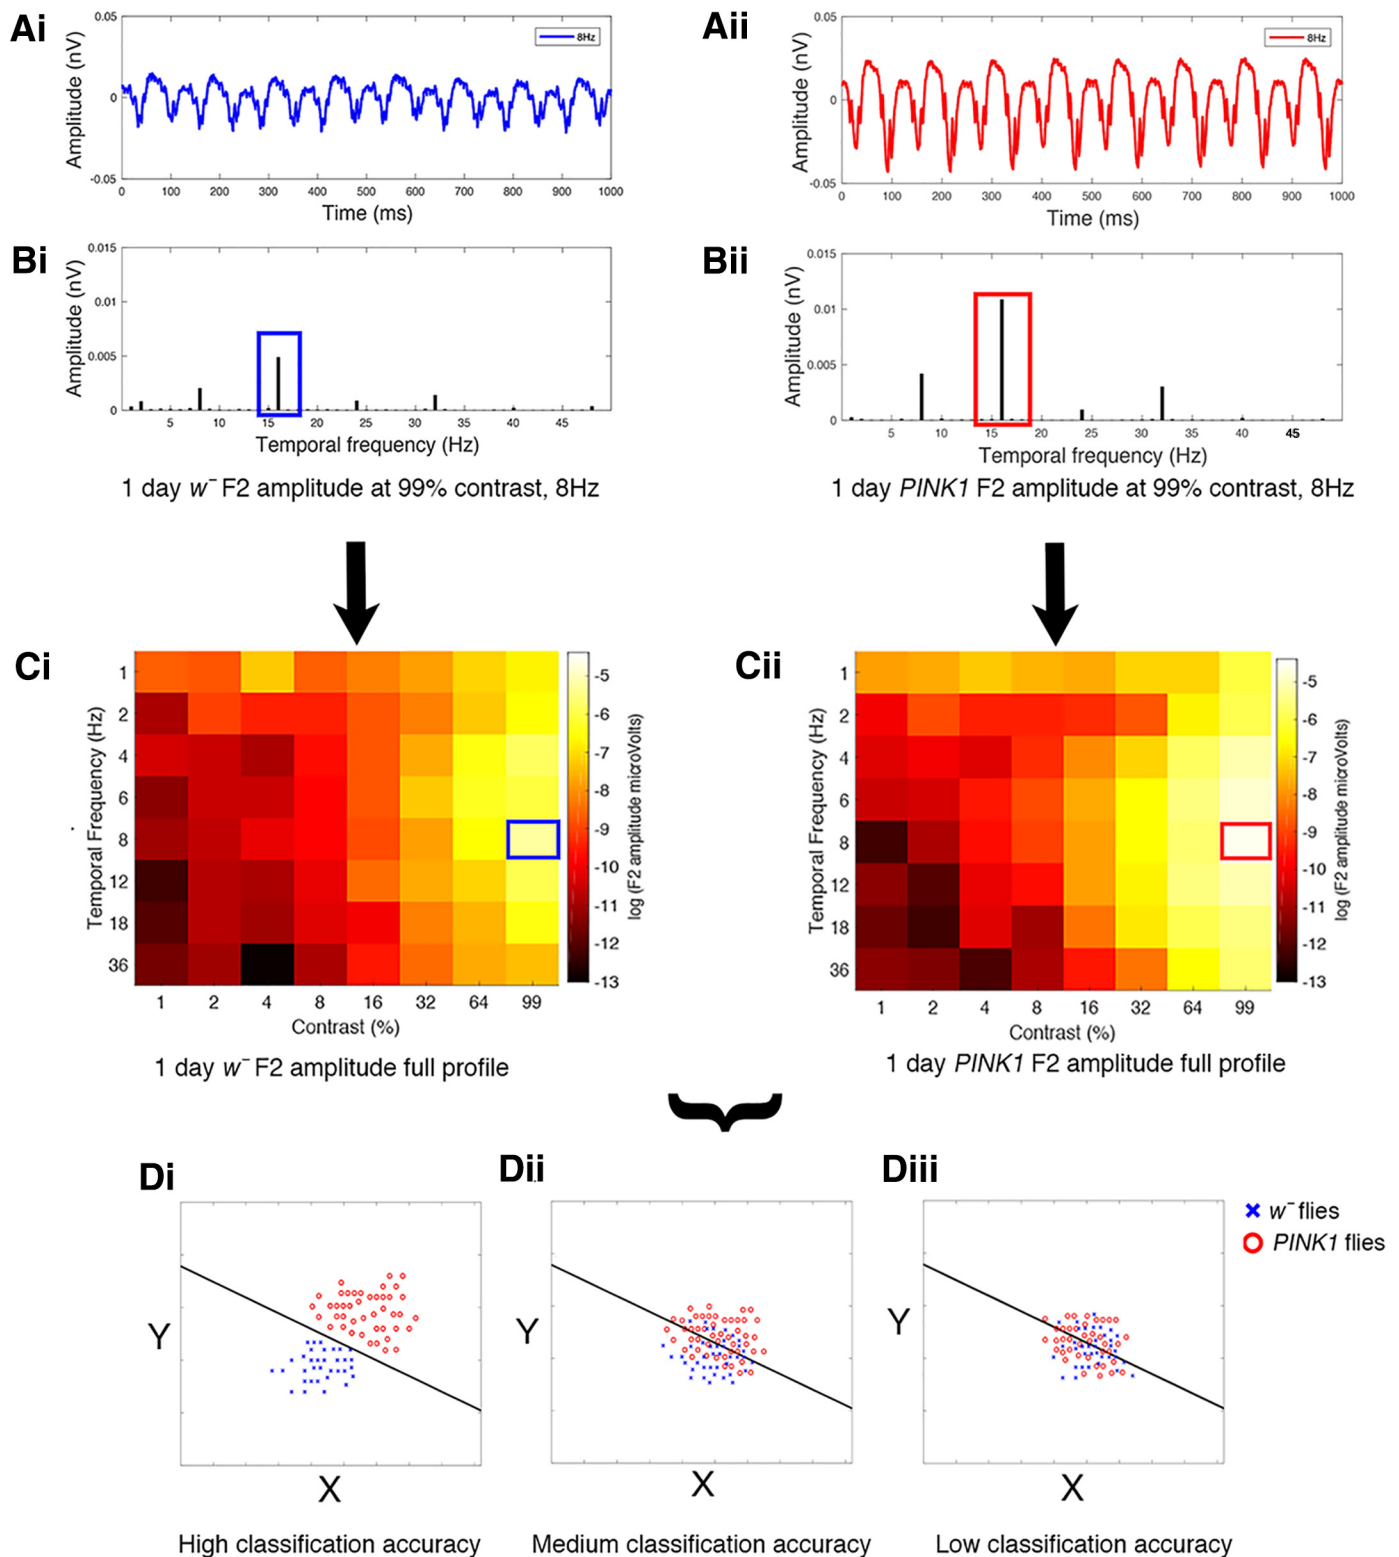 Ai
Amplitude (nV)
0.05
0
-0.05
8Hz
0 100 200 300 400 500 600 700 800 900 1000
Time (ms)
Aii
Amplitude (nV)
0.05
0
-0.05
8Hz
0 100 200 300 400 500 600 700 800 900 1000
Time (ms)
Bi
Amplitude (nV)
0.015
0.01
0.005
0
5 10 15 20 25 30 35 40 45
Temporal frequency (Hz)
1 day w⁻ F2 amplitude at 99% contrast, 8Hz
Bii
Amplitude (nV)
0.015
0.01
0.005
0
5 10 15 20 25 30 35 40 45
Temporal frequency (Hz)
1 day PINK1 F2 amplitude at 99% contrast, 8Hz
Ci
Temporal Frequency (Hz)
1
2
4
6
8
12
18
36
1 2 4 8 16 32 64 99
Contrast (%)
-5
-6
-7
-8
-9
-10
-11
-12
-13
log (F2 amplitude microVolts)
1 day w⁻ F2 amplitude full profile
Cii
Temporal Frequency (Hz)
1
2
4
6
8
12
18
36
1 2 4 8 16 32 64 99
Contrast (%)
-5
-6
-7
-8
-9
-10
-11
-12
-13
log (F2 amplitude microVolts)
1 day PINK1 F2 amplitude full profile
Di
Y
X
High classification accuracy
Dii
Y
X
Medium classification accuracy
Diii
Y
X
Low classification accuracy
w⁻ flies
PINK1 flies